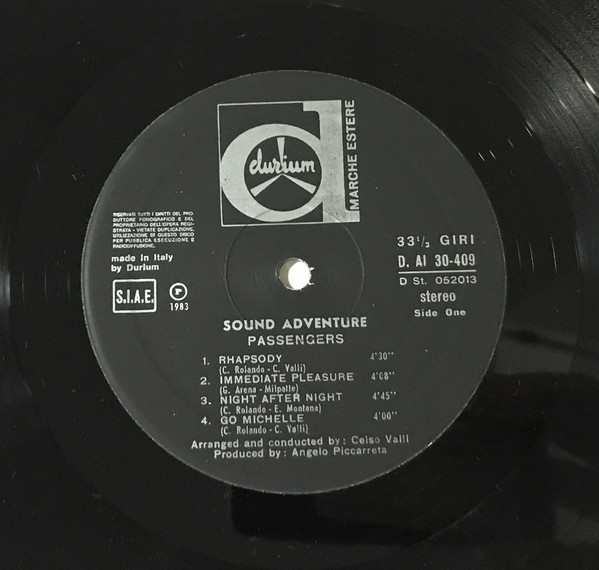 durium
MARCHE ESTERE
RISERVATI TUTTI I DIRITTI DEL PRO
DUTTORE FONOGRAFICO E DEL
PROPRIETARIO DELL'OPERA REGI-
STRATA - VIETATE DUPLICAZIONE,
UTILIZZAZIONE DI QUESTO DISCO
PER PUBBLICA ESECUZIONE E
RADIODIFFUSIONE.
made in Italy
by Durium
S.I.A.E.
P
1983
33 1/3 GIRI
D. AI 30-409
D St. 052013
stereo
Side One
SOUND ADVENTURE
PASSENGERS
1. RHAPSODY 4'30"
(C. Rolando - C. Valli)
2. IMMEDIATE PLEASURE 4'08"
(G. Arena - Milpatte)
3. NIGHT AFTER NIGHT 4'45"
(C. Rolando - E. Montana)
4. GO MICHELLE 4'00"
(C. Rolando - C. Valli)
Arranged and conducted by: Celso Valli
Produced by: Angelo Piccarreta